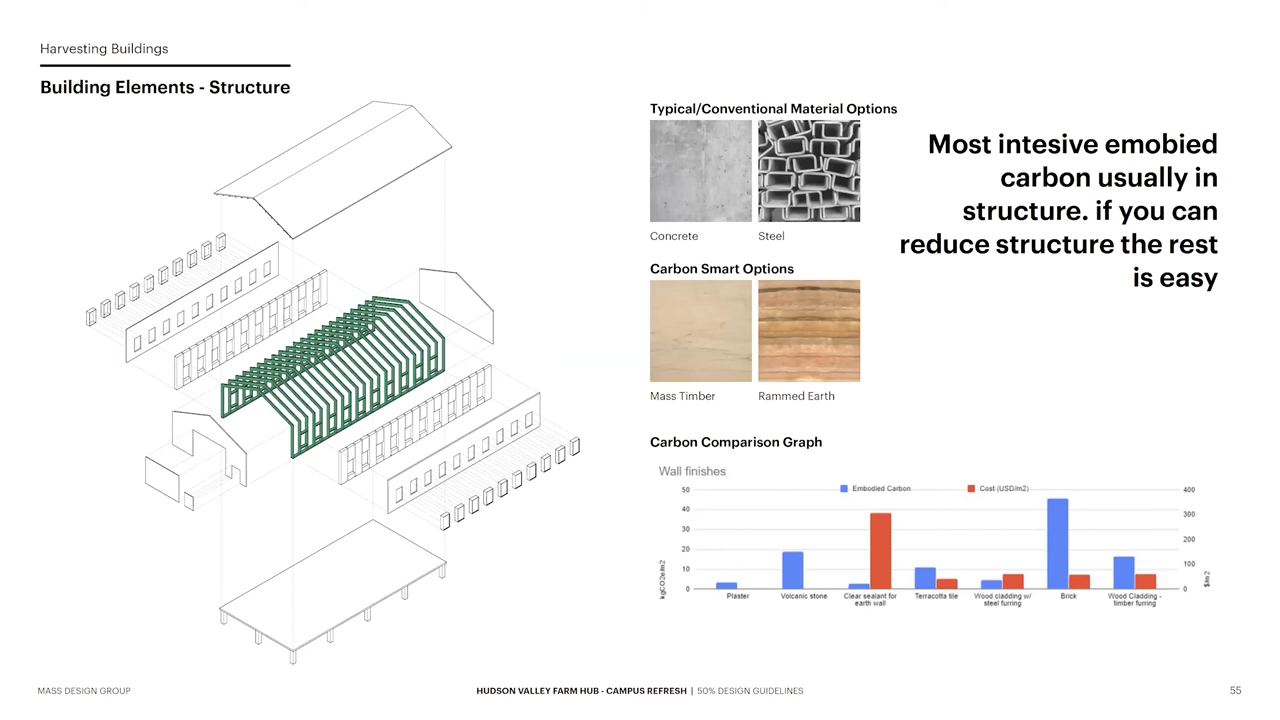 Harvesting Buildings
Building Elements - Structure
Typical/Conventional Material Options
Concrete
Steel
Carbon Smart Options
Mass Timber
Rammed Earth
Most intesive emobied
carbon usually in
structure. if you can
reduce structure the rest
is easy
Carbon Comparison Graph
Wall finishes
Embodied Carbon
Cost (USD/m2)
50
40
30
20
10
0
kgCO2e/m2
400
300
200
100
0
$/m2
Plaster
Volcanic stone
Clear sealant for
earth wall
Terracotta tile
Wood cladding w/
steel furring
Brick
Wood Cladding -
timber furring
MASS DESIGN GROUP
HUDSON VALLEY FARM HUB - CAMPUS REFRESH | 50% DESIGN GUIDELINES
55